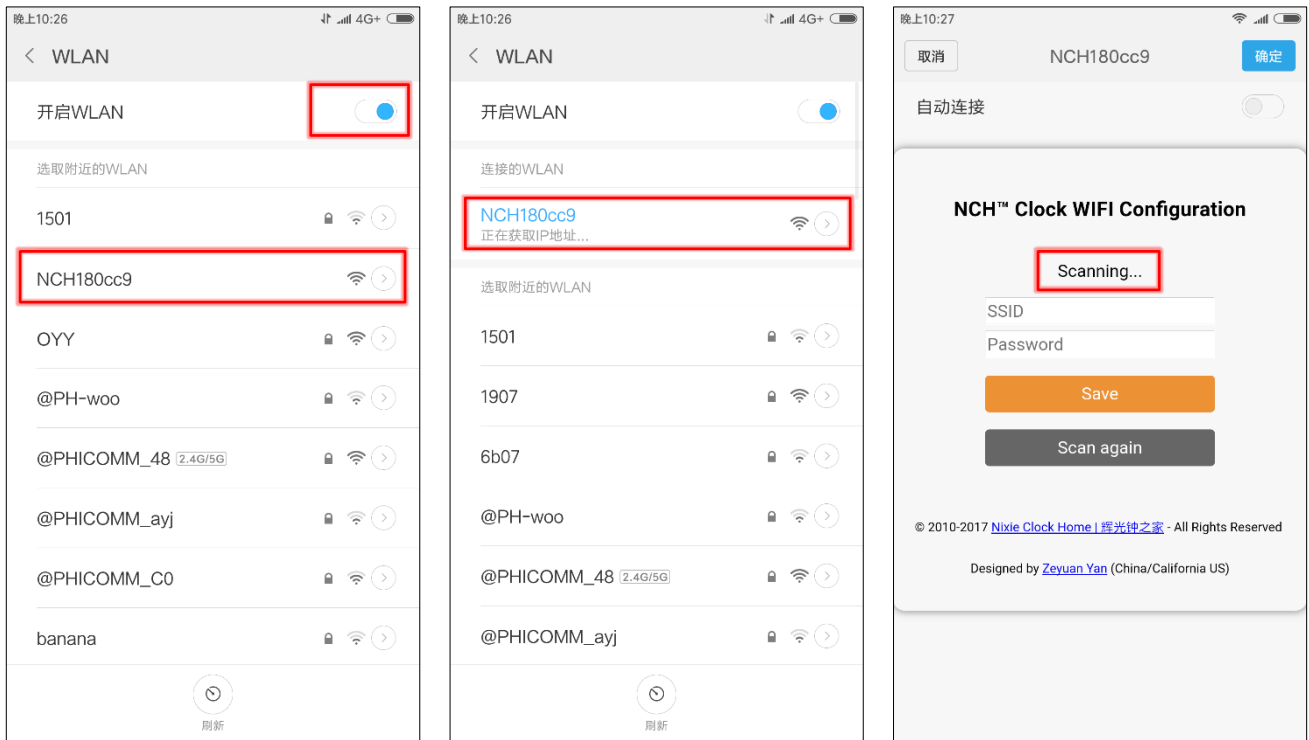 晚上10:26
4G+
WLAN
开启WLAN
选取附近的WLAN
1501
NCH180cc9
OYY
@PH-woo
@PHICOMM_48 2.4G/5G
@PHICOMM_ayj
@PHICOMM_C0
banana
刷新
晚上10:26
4G+
WLAN
开启WLAN
连接的WLAN
NCH180cc9
正在获取IP地址...
选取附近的WLAN
1501
1907
6b07
@PH-woo
@PHICOMM_48 2.4G/5G
@PHICOMM_ayj
刷新
晚上10:27
取消
NCH180cc9
确定
自动连接
NCH™ Clock WIFI Configuration
Scanning...
SSID
Password
Save
Scan again
© 2010-2017 Nixie Clock Home | 辉光钟之家 - All Rights Reserved
Designed by Zeyuan Yan (China/California US)